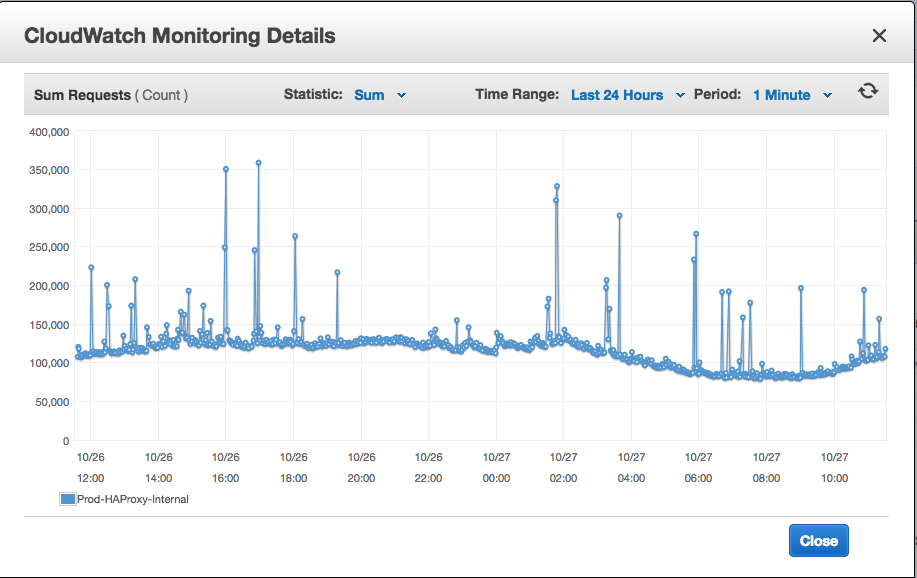 CloudWatch Monitoring Details
Sum Requests ( Count ) Statistic: Sum Time Range: Last 24 Hours Period: 1 Minute
400,000
350,000
300,000
250,000
200,000
150,000
100,000
50,000
0
10/26 10/26 10/26 10/26 10/26 10/26 10/27 10/27 10/27 10/27 10/27 10/27
12:00 14:00 16:00 18:00 20:00 22:00 00:00 02:00 04:00 06:00 08:00 10:00
Prod-HAProxy-Internal
Close